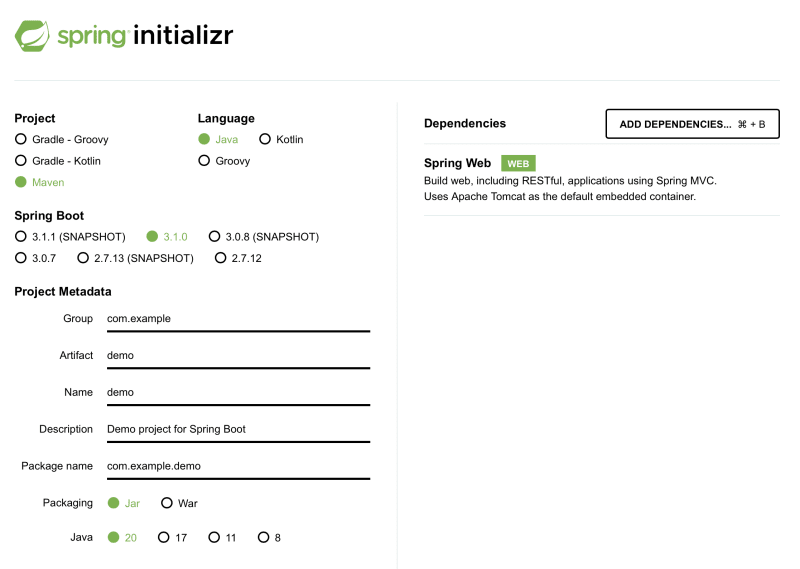 spring initializr
Project
Gradle - Groovy
Gradle - Kotlin
Maven
Language
Java Kotlin
Groovy
Spring Boot
3.1.1 (SNAPSHOT) 3.1.0 3.0.8 (SNAPSHOT)
3.0.7 2.7.13 (SNAPSHOT) 2.7.12
Project Metadata
Group com.example
Artifact demo
Name demo
Description Demo project for Spring Boot
Package name com.example.demo
Packaging Jar War
Java 20 17 11 8
Dependencies
ADD DEPENDENCIES... ⌘ + B
Spring Web WEB
Build web, including RESTful, applications using Spring MVC.
Uses Apache Tomcat as the default embedded container.